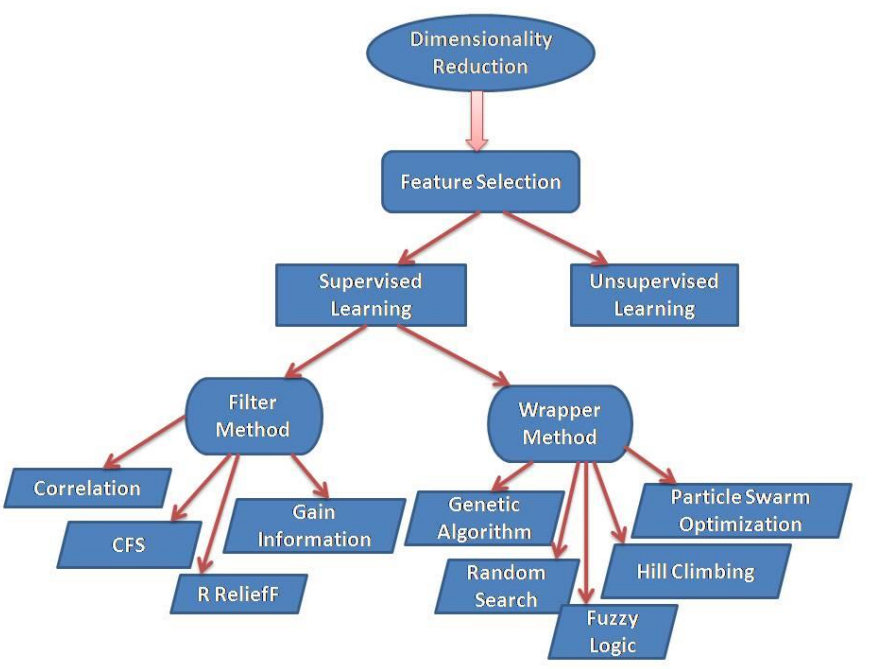 Dimensionality
Reduction
Feature Selection
Supervised
Learning
Unsupervised
Learning
Filter
Method
Wrapper
Method
Correlation
CFS
R ReliefF
Gain
Information
Genetic
Algorithm
Random
Search
Fuzzy
Logic
Hill Climbing
Particle Swarm
Optimization